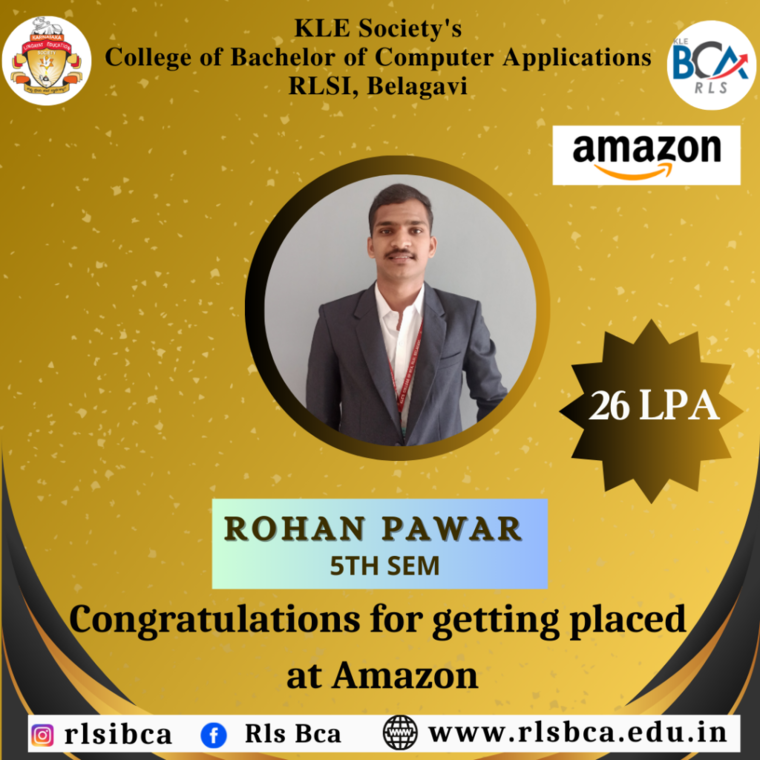 KLE Society's
College of Bachelor of Computer Applications
RLSI, Belagavi
KLE
BCA
RLS
amazon
26 LPA
ROHAN PAWAR
5TH SEM
Congratulations for getting placed
at Amazon
rlsibca Rls Bca www.rlsbca.edu.in